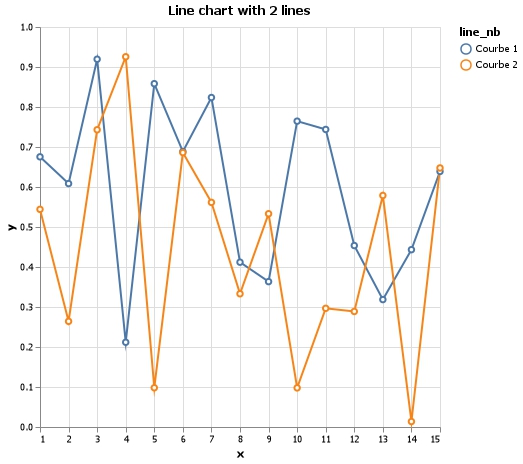 Line chart with 2 lines
line_nb
Courbe 1
Courbe 2
1.0
0.9
0.8
0.7
0.6
0.5
0.4
0.3
0.2
0.1
0.0
y
1 2 3 4 5 6 7 8 9 10 11 12 13 14 15
x